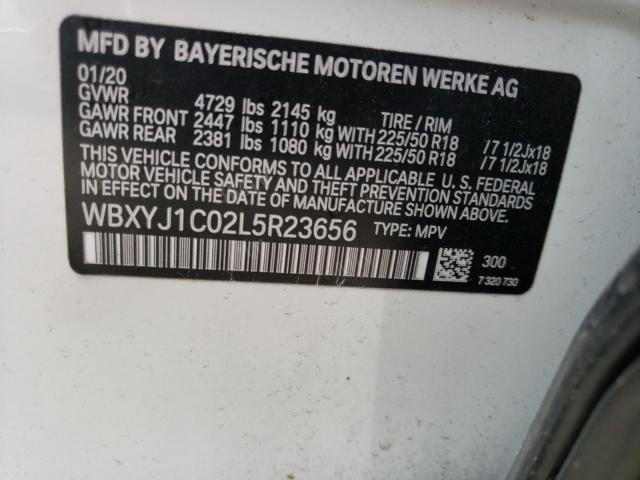 MFD BY BAYERISCHE MOTOREN WERKE AG
01/20
GVWR 4729 lbs 2145 kg TIRE / RIM
GAWR FRONT 2447 lbs 1110 kg WITH 225/50 R18 /7 1/2Jx18
GAWR REAR 2381 lbs 1080 kg WITH 225/50 R18 /7 1/2Jx18
THIS VEHICLE CONFORMS TO ALL APPLICABLE U.S. FEDERAL
MOTOR VEHICLE SAFETY AND THEFT PREVENTION STANDARDS
IN EFFECT ON THE DATE OF MANUFACTURE SHOWN ABOVE.
WBXYJ1C02L5R23656 TYPE: MPV
300
7 320 730